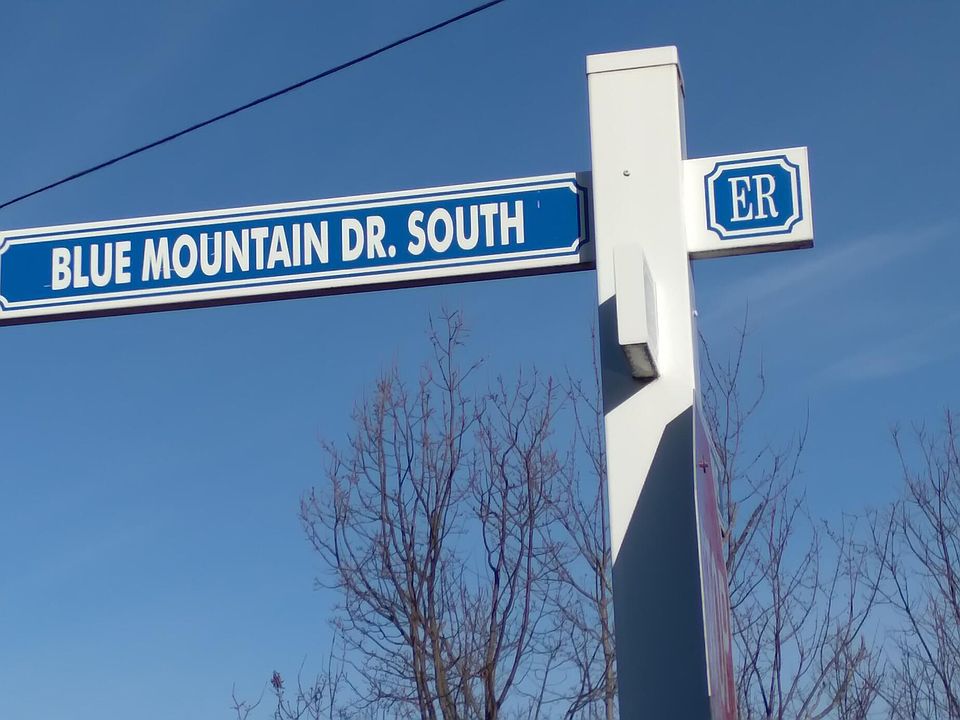 BLUE MOUNTAIN DR. SOUTH
ER